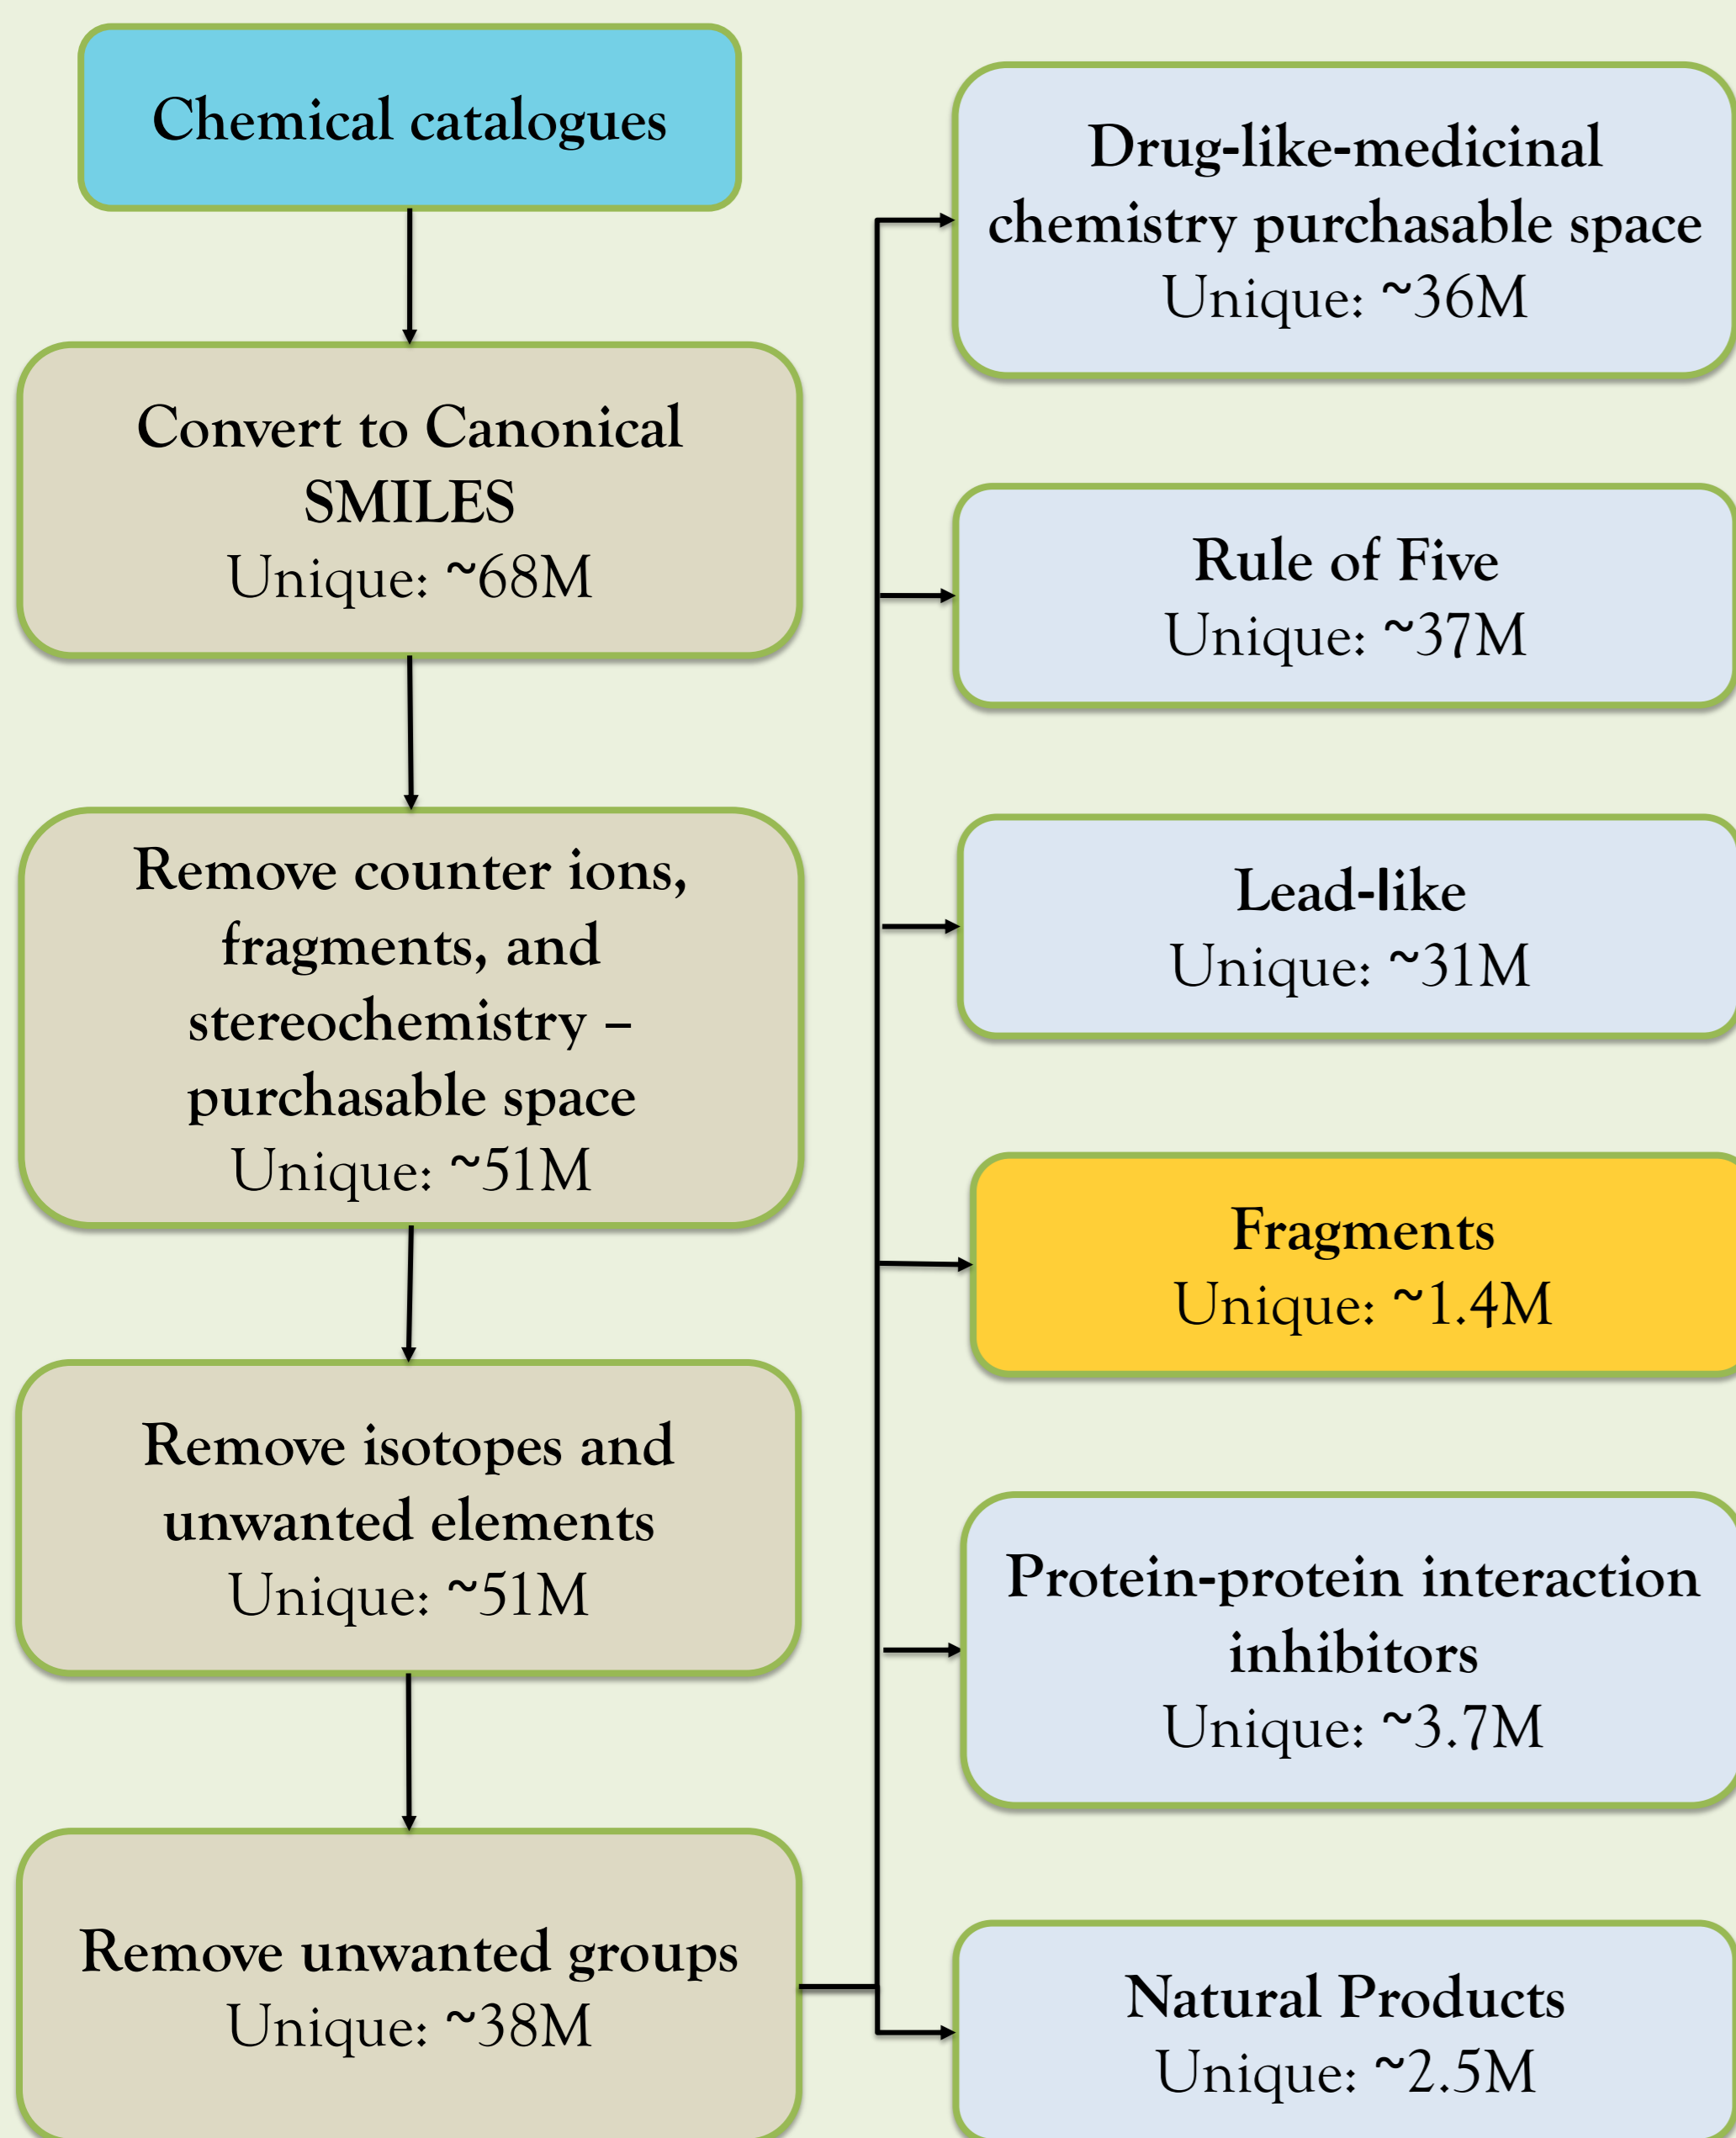 Chemical catalogues
Convert to Canonical
SMILES
Unique: ~68M
Remove counter ions,
fragments, and
stereochemistry –
purchasable space
Unique: ~51M
Remove isotopes and
unwanted elements
Unique: ~51M
Remove unwanted groups
Unique: ~38M
Drug-like-medicinal
chemistry purchasable space
Unique: ~36M
Rule of Five
Unique: ~37M
Lead-like
Unique: ~31M
Fragments
Unique: ~1.4M
Protein-protein interaction
inhibitors
Unique: ~3.7M
Natural Products
Unique: ~2.5M